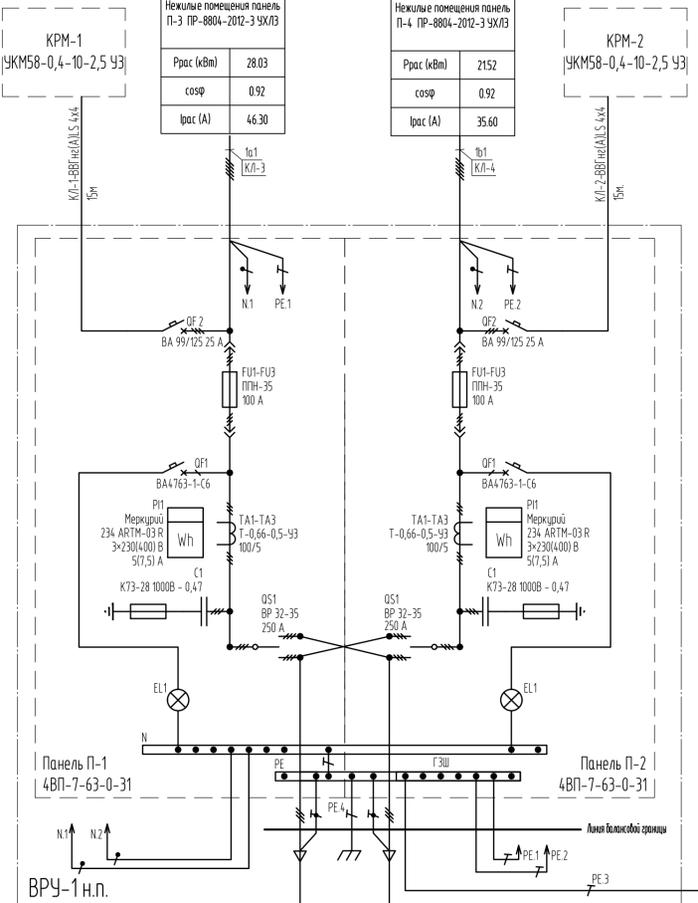 Нежилые помещения панель
П-3 ПР-8804-2012-3 УХЛ3
Нежилые помещения панель
П-4 ПР-8804-2012-3 УХЛ3
КРМ-1
УКМ58-0,4-10-2,5 У3
КРМ-2
УКМ58-0,4-10-2,5 У3
Ррас (кВт) 28.03
cosφ 0.92
Iрас (А) 46.30
Ррас (кВт) 21.52
cosφ 0.92
Iрас (А) 35.60
КЛ-1-ВВГнг(А)LS 4х4
15м
1а1
КЛ-3
1b1
КЛ-4
КЛ-2-ВВГнг(А)LS 4х4
15м.
N.1
PE.1
N.2
PE.2
QF.2
ВА 99/125 25 А
QF2
ВА 99/125 25 А
FU1-FU3
ППН-35
100 А
FU1-FU3
ППН-35
100 А
QF1
ВА4763-1-С6
QF1
ВА4763-1-С6
PI1
Меркурий
234 ARTM-03 R
3×230(400) В
5(7,5) А
Wh
ТА1-ТА3
Т-0,66-0,5-У3
100/5
ТА1-ТА3
Т-0,66-0,5-У3
100/5
Wh
PI1
Меркурий
234 ARTM-03 R
3×230(400) В
5(7,5) А
С1
К73-28 1000В - 0,47
С1
К73-28 1000В - 0,47
QS1
ВР 32-35
250 А
QS1
ВР 32-35
250 А
EL1
EL1
N
PE
ГЗШ
Панель П-1
4ВП-7-63-0-31
Панель П-2
4ВП-7-63-0-31
PE.4
Линия балансовой границы
N.1
N.2
PE.1
PE.2
PE.3
ВРУ-1 н.п.